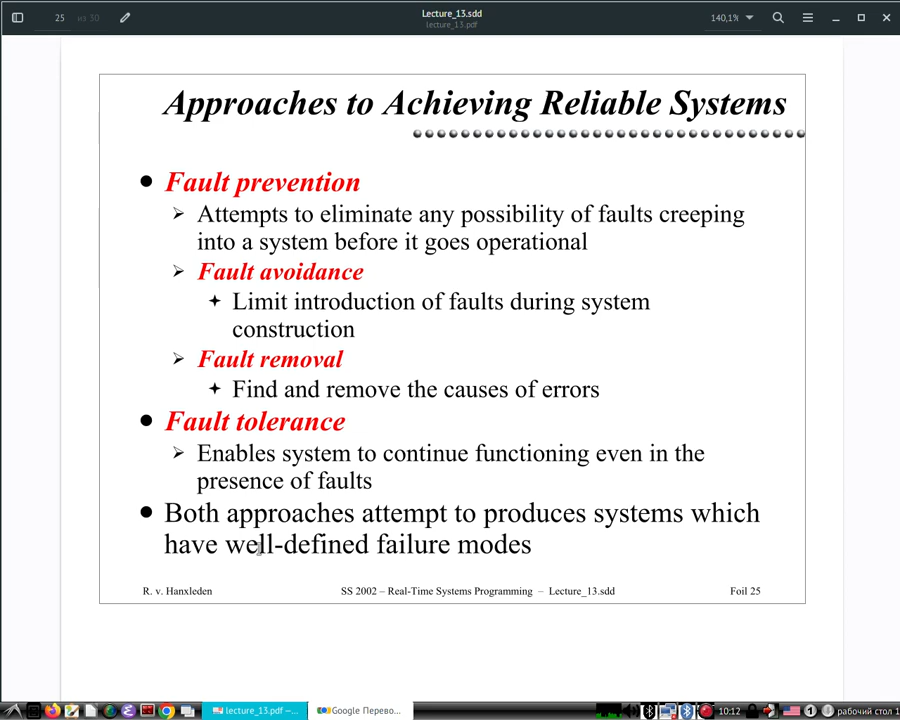 25 из 30
Lecture_13.sdd
lecture_13.pdf
140,1%
Approaches to Achieving Reliable Systems
Fault prevention
Attempts to eliminate any possibility of faults creeping
into a system before it goes operational
Fault avoidance
Limit introduction of faults during system
construction
Fault removal
Find and remove the causes of errors
Fault tolerance
Enables system to continue functioning even in the
presence of faults
Both approaches attempt to produces systems which
have well-defined failure modes
R. v. Hanxleden SS 2002 – Real-Time Systems Programming – Lecture_13.sdd Foil 25
lecture_13.pdf –... Google Перево... 10:12 1 рабочий стол 1